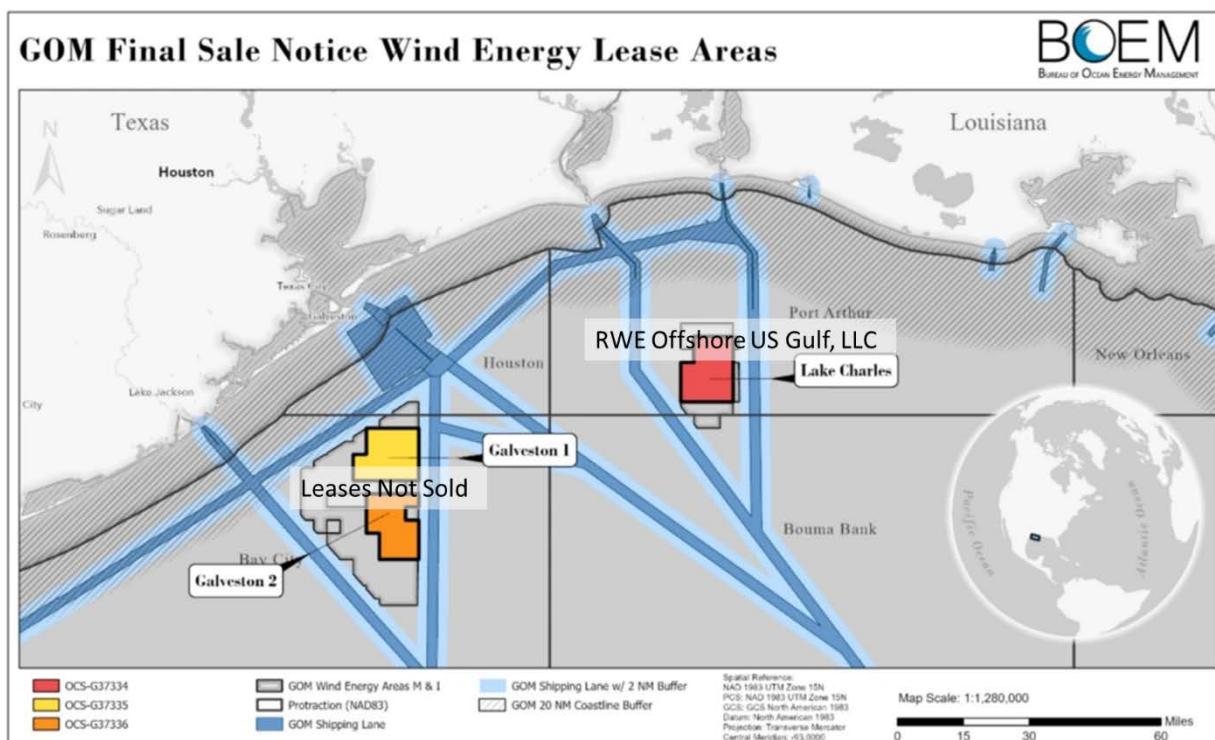 GOM Final Sale Notice Wind Energy Lease Areas
BOEM
BUREAU OF OCEAN ENERGY MANAGEMENT
N
Texas
Houston
Sugar Land
Rosenberg
Texas City
Galveston
Lake Jackson
City
Louisiana
Port Arthur
RWE Offshore US Gulf, LLC
Lake Charles
Houston
New Orleans
Galveston 1
Leases Not Sold
Bay City
Galveston 2
Bouma Bank
Pacific Ocean
Atlantic Ocean
OCS-G37334
OCS-G37335
OCS-G37336
GOM Wind Energy Areas M & I
Protraction (NAD83)
GOM Shipping Lane
GOM Shipping Lane w/ 2 NM Buffer
GOM 20 NM Coastline Buffer
Spatial Reference:
NAD 1983 UTM Zone 15N
PCS: NAD 1983 UTM Zone 15N
GCS: GCS North American 1983
Datum: North American 1983
Projection: Transverse Mercator
Central Meridian: -93.0000
Map Scale: 1:1,280,000
Miles
0 15 30 60